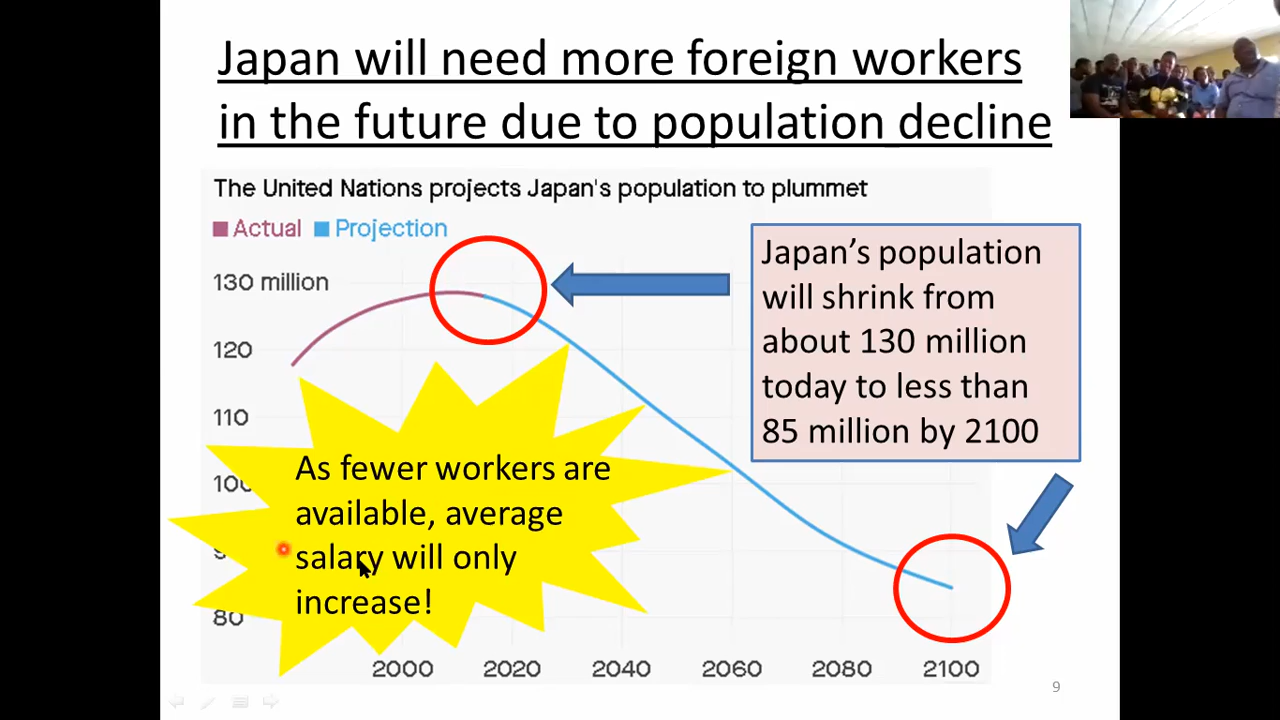 Japan will need more foreign workers
in the future due to population decline
The United Nations projects Japan's population to plummet
Actual Projection
130 million
120
110
100
80
Japan's population
will shrink from
about 130 million
today to less than
85 million by 2100
As fewer workers are
available, average
salary will only
increase!
2000 2020 2040 2060 2080 2100
9